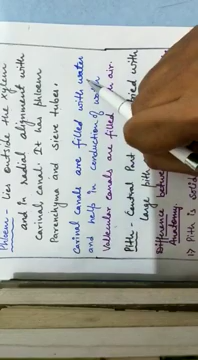 Phloem - Lies outside the xylem
and in radial alignment with
Carinal canal. It has phloem
Parenchyma and Sieve tubes.
Carinal Canals are filled with water
and help in conduction of water
Vallecular canals are filled air.
Pith - Central Part with
large pith
Difference
Anatomy.
1) Pith is Solid